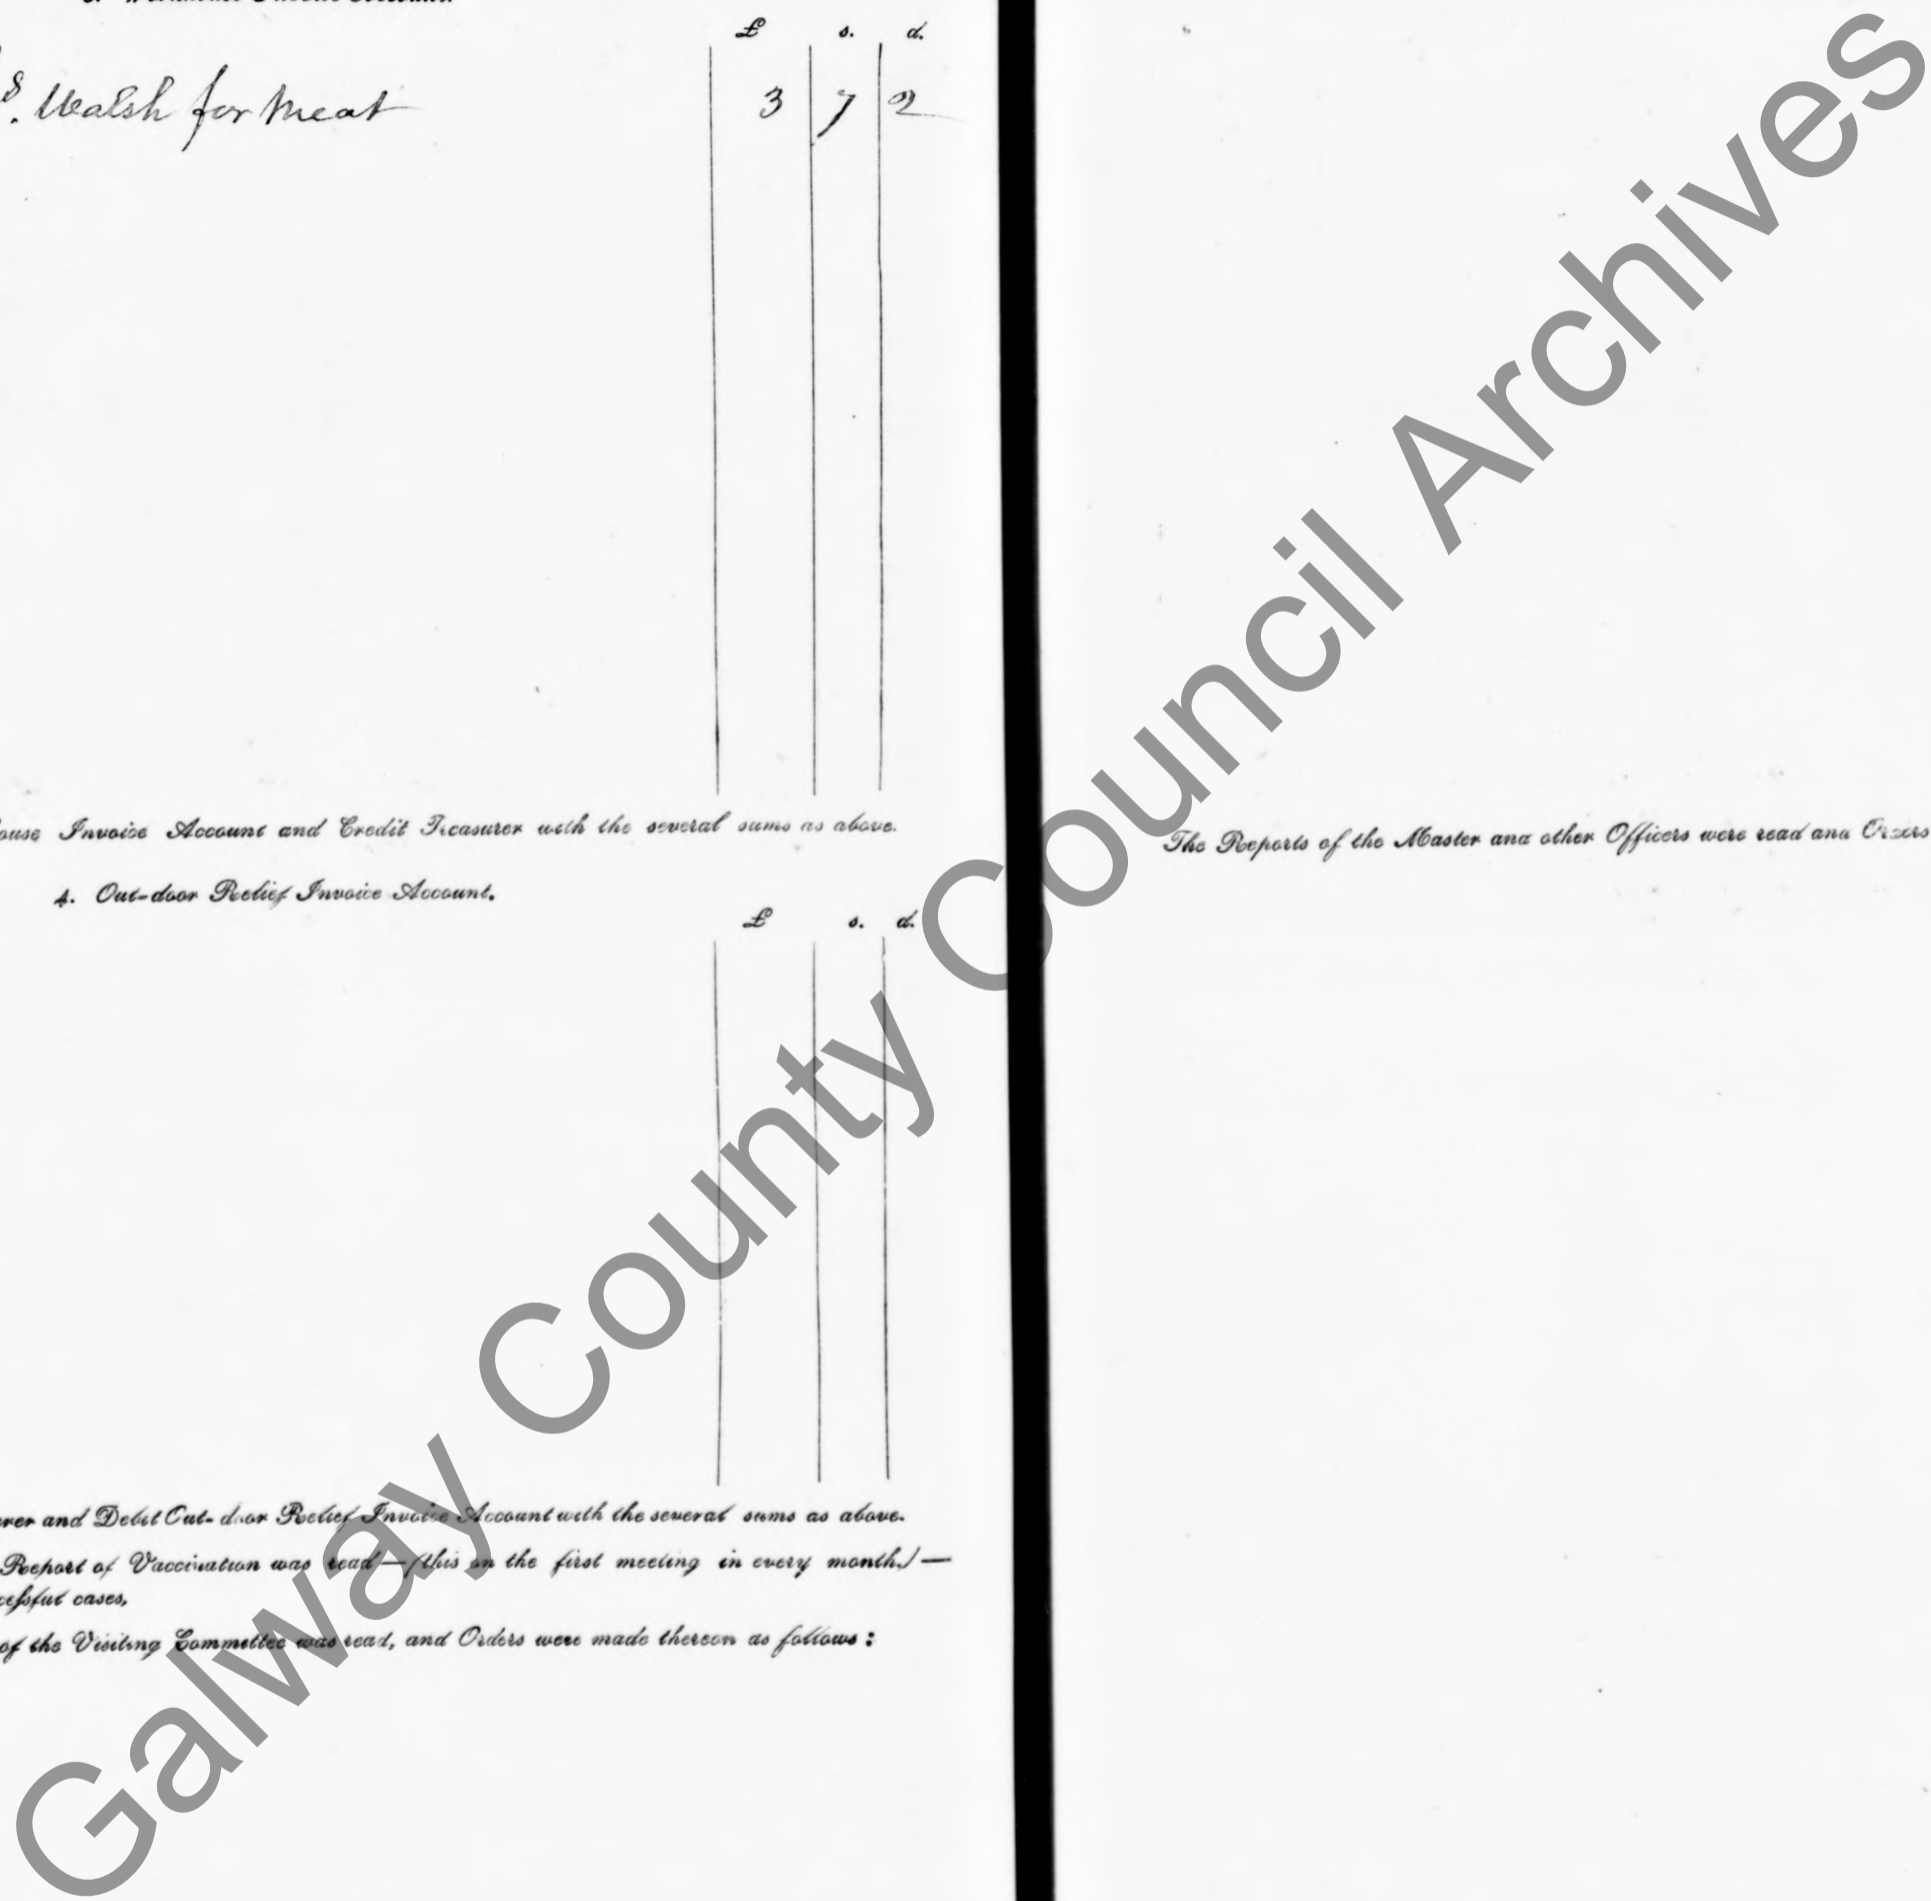 £ s. d.
Walsh for Meat 3 7 2
Invoice Account and Credit Treasurer with the several sums as above.
4. Out-door Relief Invoice Account.
£ s. d.
and Debit Out-door Relief Invoice Account with the several sums as above.
Report of Vaccination was read—(this on the first meeting in every month)—
cessful cases,
of the Visiting Committee was read, and Orders were made thereon as follows:
The Reports of the Master and other Officers were read and Orders
Galway County Council Archives